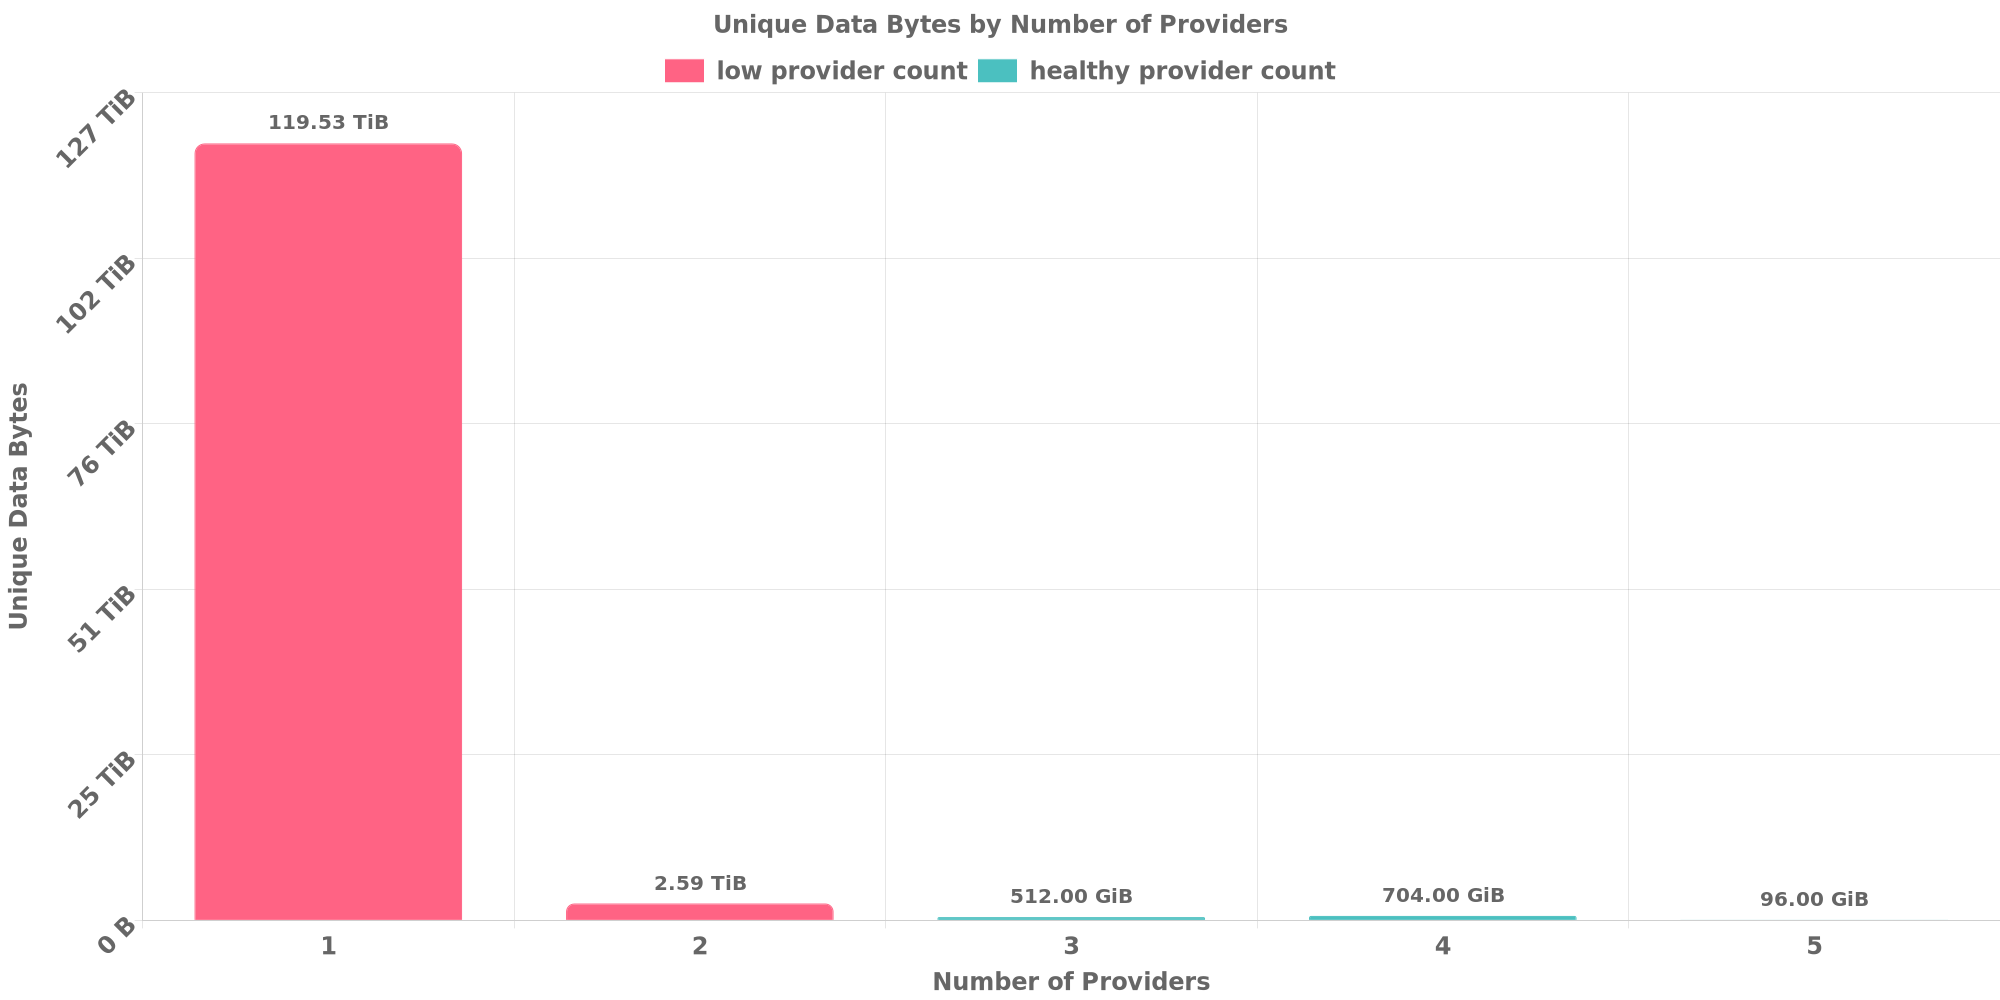 Unique Data Bytes by Number of Providers
low provider count healthy provider count
127 TiB
102 TiB
76 TiB
51 TiB
25 TiB
0 B
Unique Data Bytes
119.53 TiB
2.59 TiB
512.00 GiB
704.00 GiB
96.00 GiB
1 2 3 4 5
Number of Providers